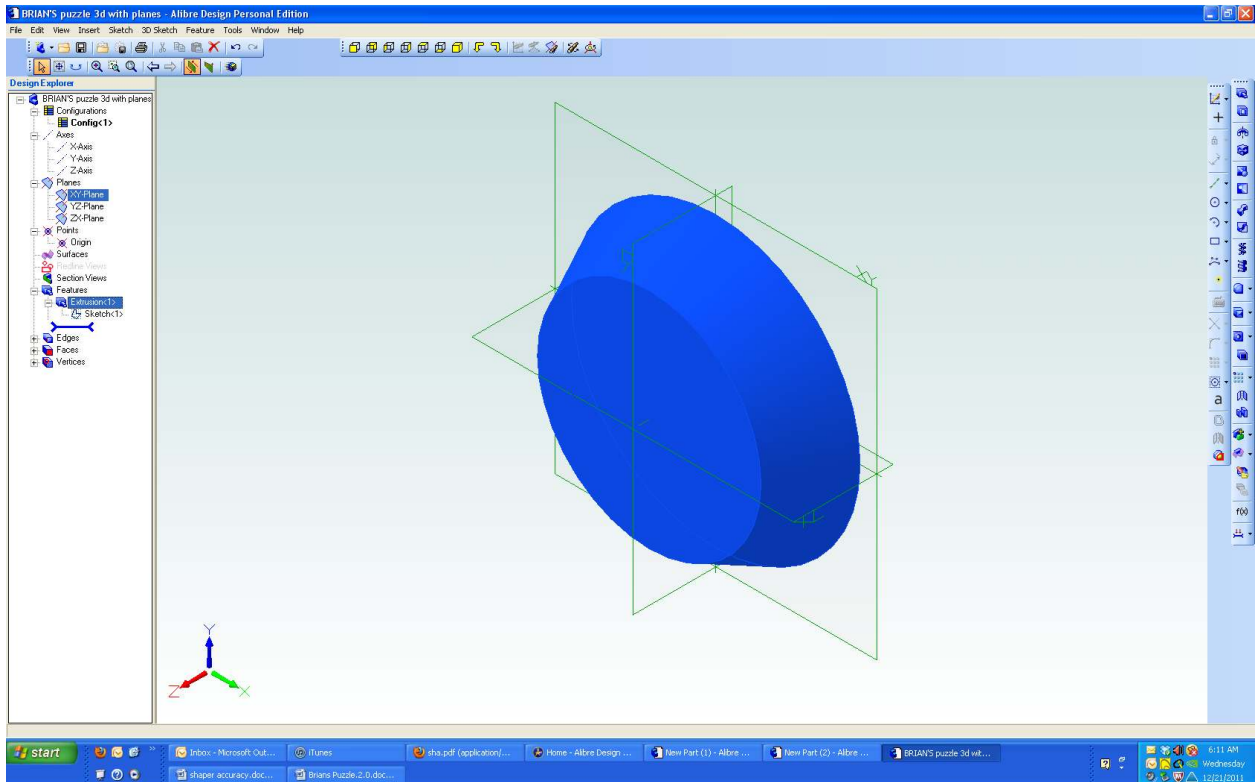 BRIAN'S puzzle 3d with planes - Alibre Design Personal Edition
File Edit View Insert Sketch 3D Sketch Feature Tools Window Help
Design Explorer
BRIAN'S puzzle 3d with planes
Configurations
Config<1>
Axes
X-Axis
Y-Axis
Z-Axis
Planes
XY-Plane
YZ-Plane
ZX-Plane
Points
Origin
Surfaces
Redline Views
Section Views
Features
Extrusion<1>
Sketch<1>
Edges
Faces
Vertices
XY
Y
Z
X
a
f(x)
start
Inbox - Microsoft Out...
iTunes
sha.pdf (application/...
Home - Alibre Design ...
New Part (1) - Alibre ...
New Part (2) - Alibre ...
BRIAN'S puzzle 3d wit...
shaper accuracy.doc...
Brians Puzzle.2.0.doc...
6:11 AM
Wednesday
12/21/2011